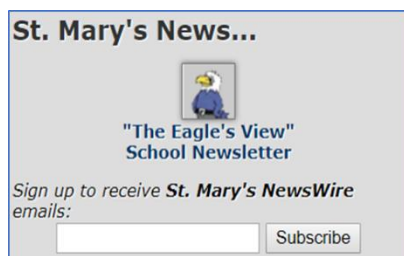 St. Mary's News...
"The Eagle's View"
School Newsletter
Sign up to receive St. Mary's NewsWire
emails:
Subscribe